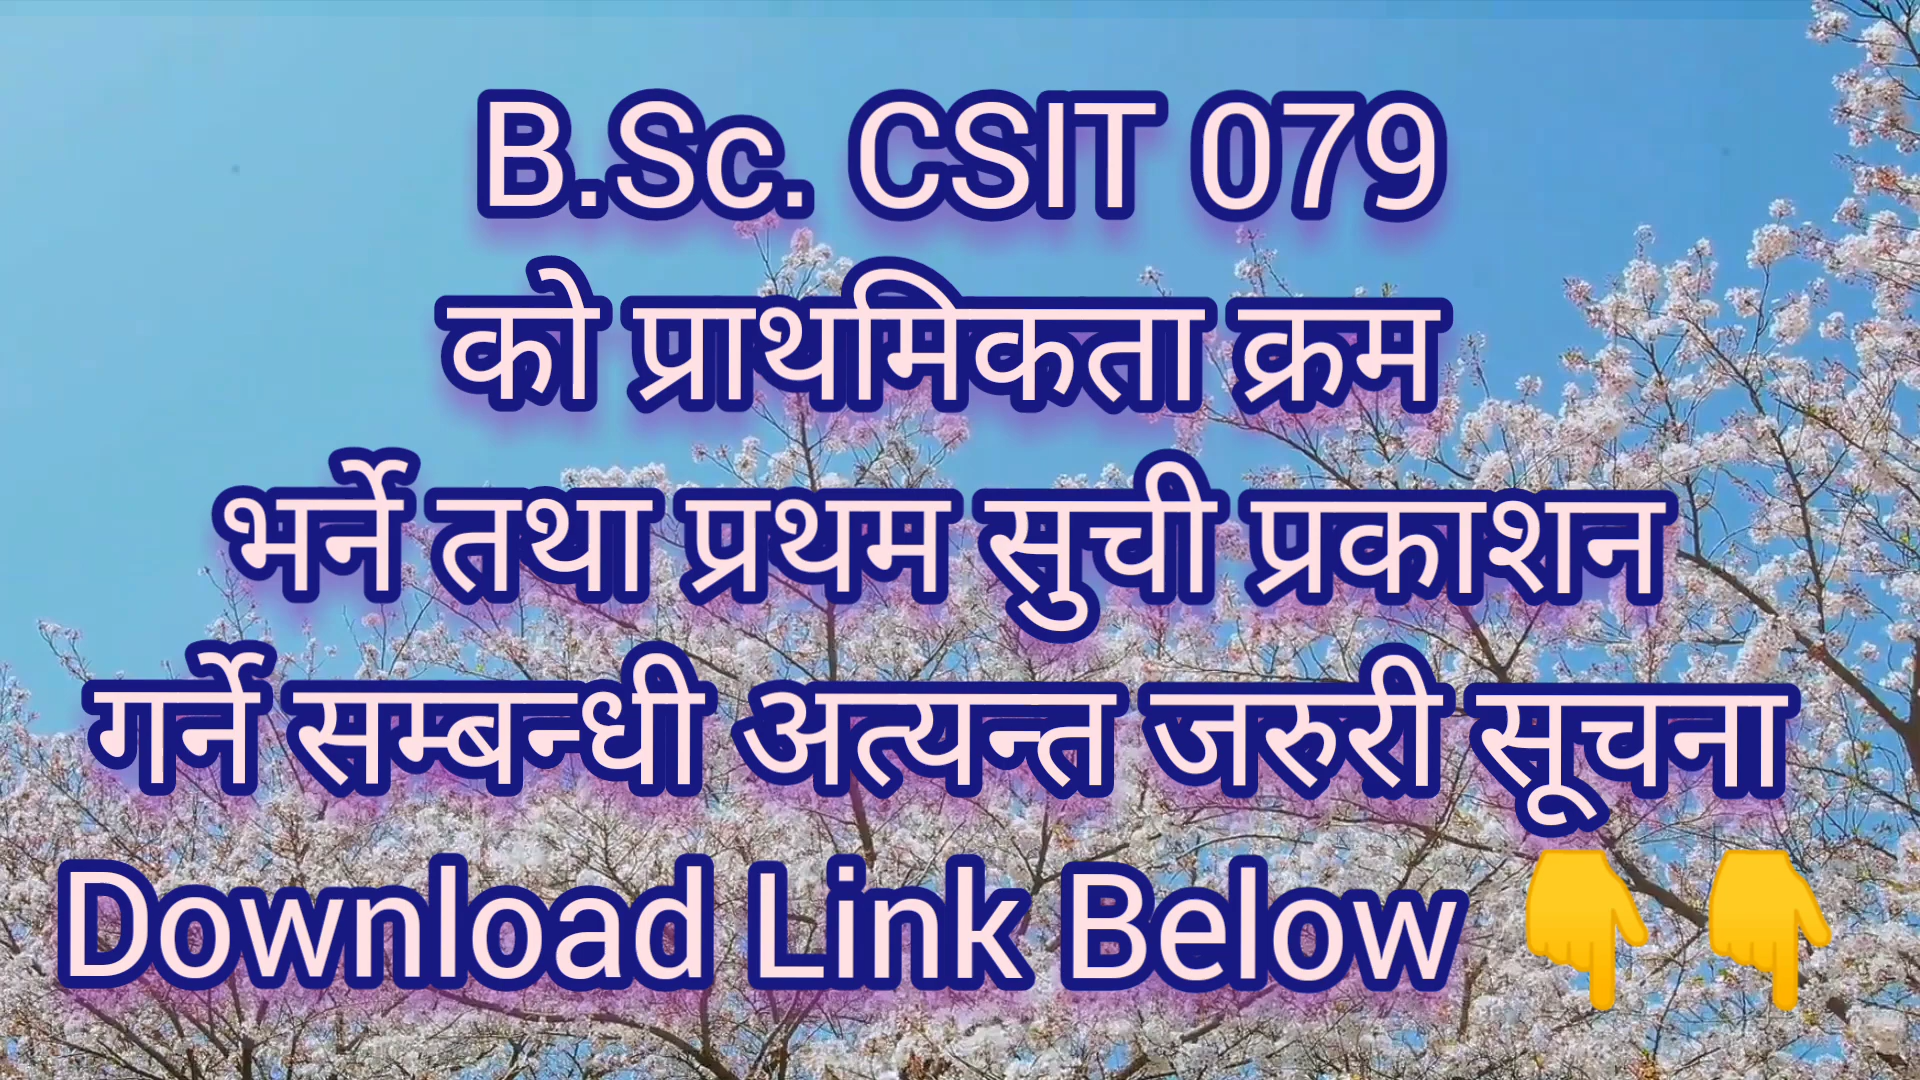 B.Sc. CSIT 079
को प्राथमिकता क्रम
भर्ने तथा प्रथम सुची प्रकाशन
गर्ने सम्बन्धी अत्यन्त जरुरी सूचना
Download Link Below 👇👇